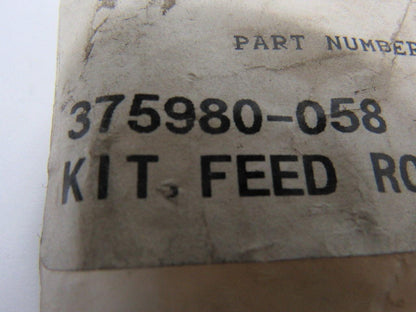 PART NUMBER
375980-058
KIT, FEED RO